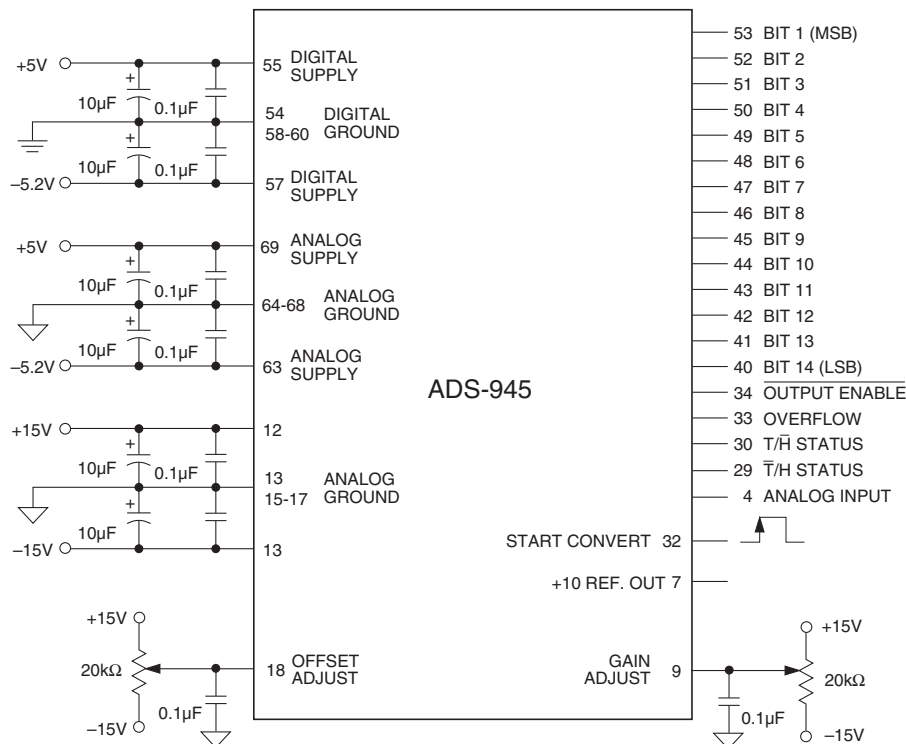 +5V
10µF
0.1µF
10µF
0.1µF
–5.2V
55 DIGITAL
SUPPLY
54
58-60
DIGITAL
GROUND
57 DIGITAL
SUPPLY
+5V
10µF
0.1µF
10µF
0.1µF
–5.2V
69 ANALOG
SUPPLY
64-68
ANALOG
GROUND
63 ANALOG
SUPPLY
+15V
10µF
0.1µF
10µF
–15V
12
13
15-17
ANALOG
GROUND
13
+15V
20kΩ
–15V
0.1µF
18 OFFSET
ADJUST
ADS-945
53 BIT 1 (MSB)
52 BIT 2
51 BIT 3
50 BIT 4
49 BIT 5
48 BIT 6
47 BIT 7
46 BIT 8
45 BIT 9
44 BIT 10
43 BIT 11
42 BIT 12
41 BIT 13
40 BIT 14 (LSB)
34 O̅U̅T̅P̅U̅T̅ E̅N̅A̅B̅L̅E̅
33 OVERFLOW
30 T/H̅ STATUS
29 T̅/H STATUS
4 ANALOG INPUT
START CONVERT 32
+10 REF. OUT 7
GAIN
ADJUST
9
+15V
20kΩ
0.1µF
–15V